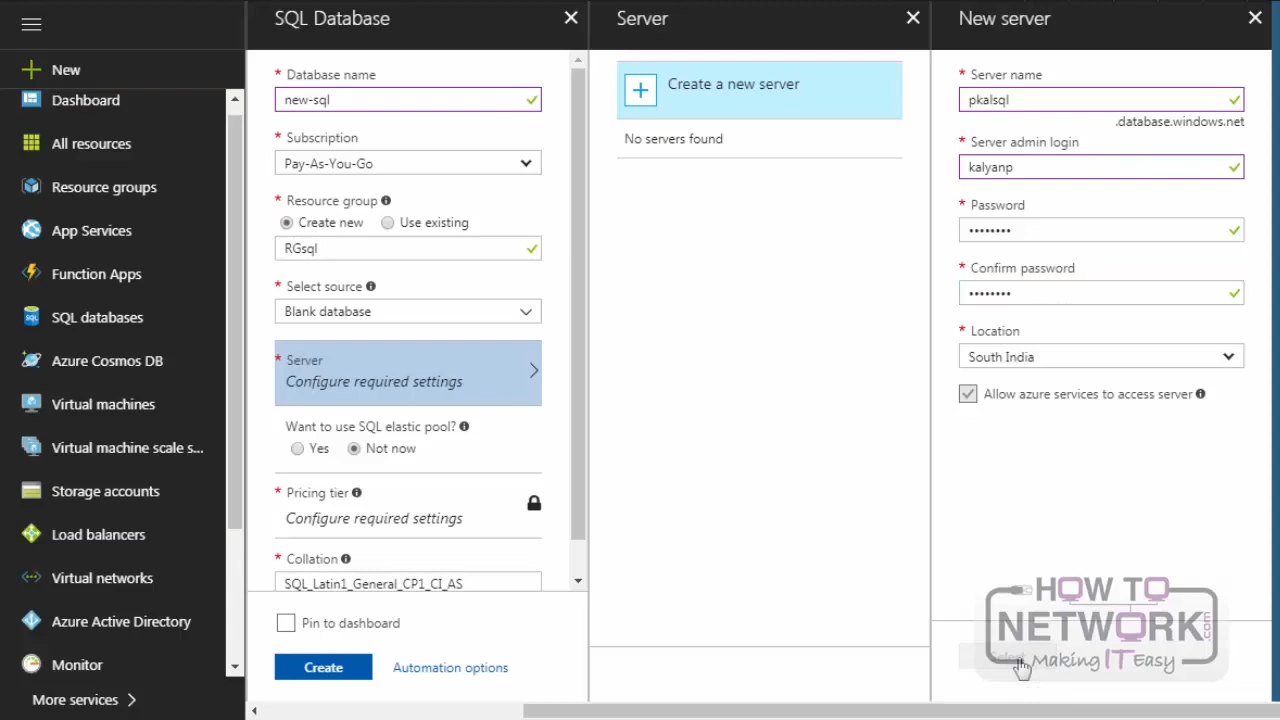 New
Dashboard
All resources
Resource groups
App Services
Function Apps
SQL databases
Azure Cosmos DB
Virtual machines
Virtual machine scale s...
Storage accounts
Load balancers
Virtual networks
Azure Active Directory
Monitor
More services
SQL Database
* Database name
new-sql
* Subscription
Pay-As-You-Go
* Resource group
Create new Use existing
RGsql
* Select source
Blank database
* Server
Configure required settings
Want to use SQL elastic pool?
Yes Not now
* Pricing tier
Configure required settings
* Collation
SQL_Latin1_General_CP1_CI_AS
Pin to dashboard
Create Automation options
Server
Create a new server
No servers found
New server
* Server name
pkalsql
.database.windows.net
* Server admin login
kalyanp
* Password
••••••••
* Confirm password
••••••••
* Location
South India
Allow azure services to access server
Select
HOW TO
NETWORK.com
Making IT Easy